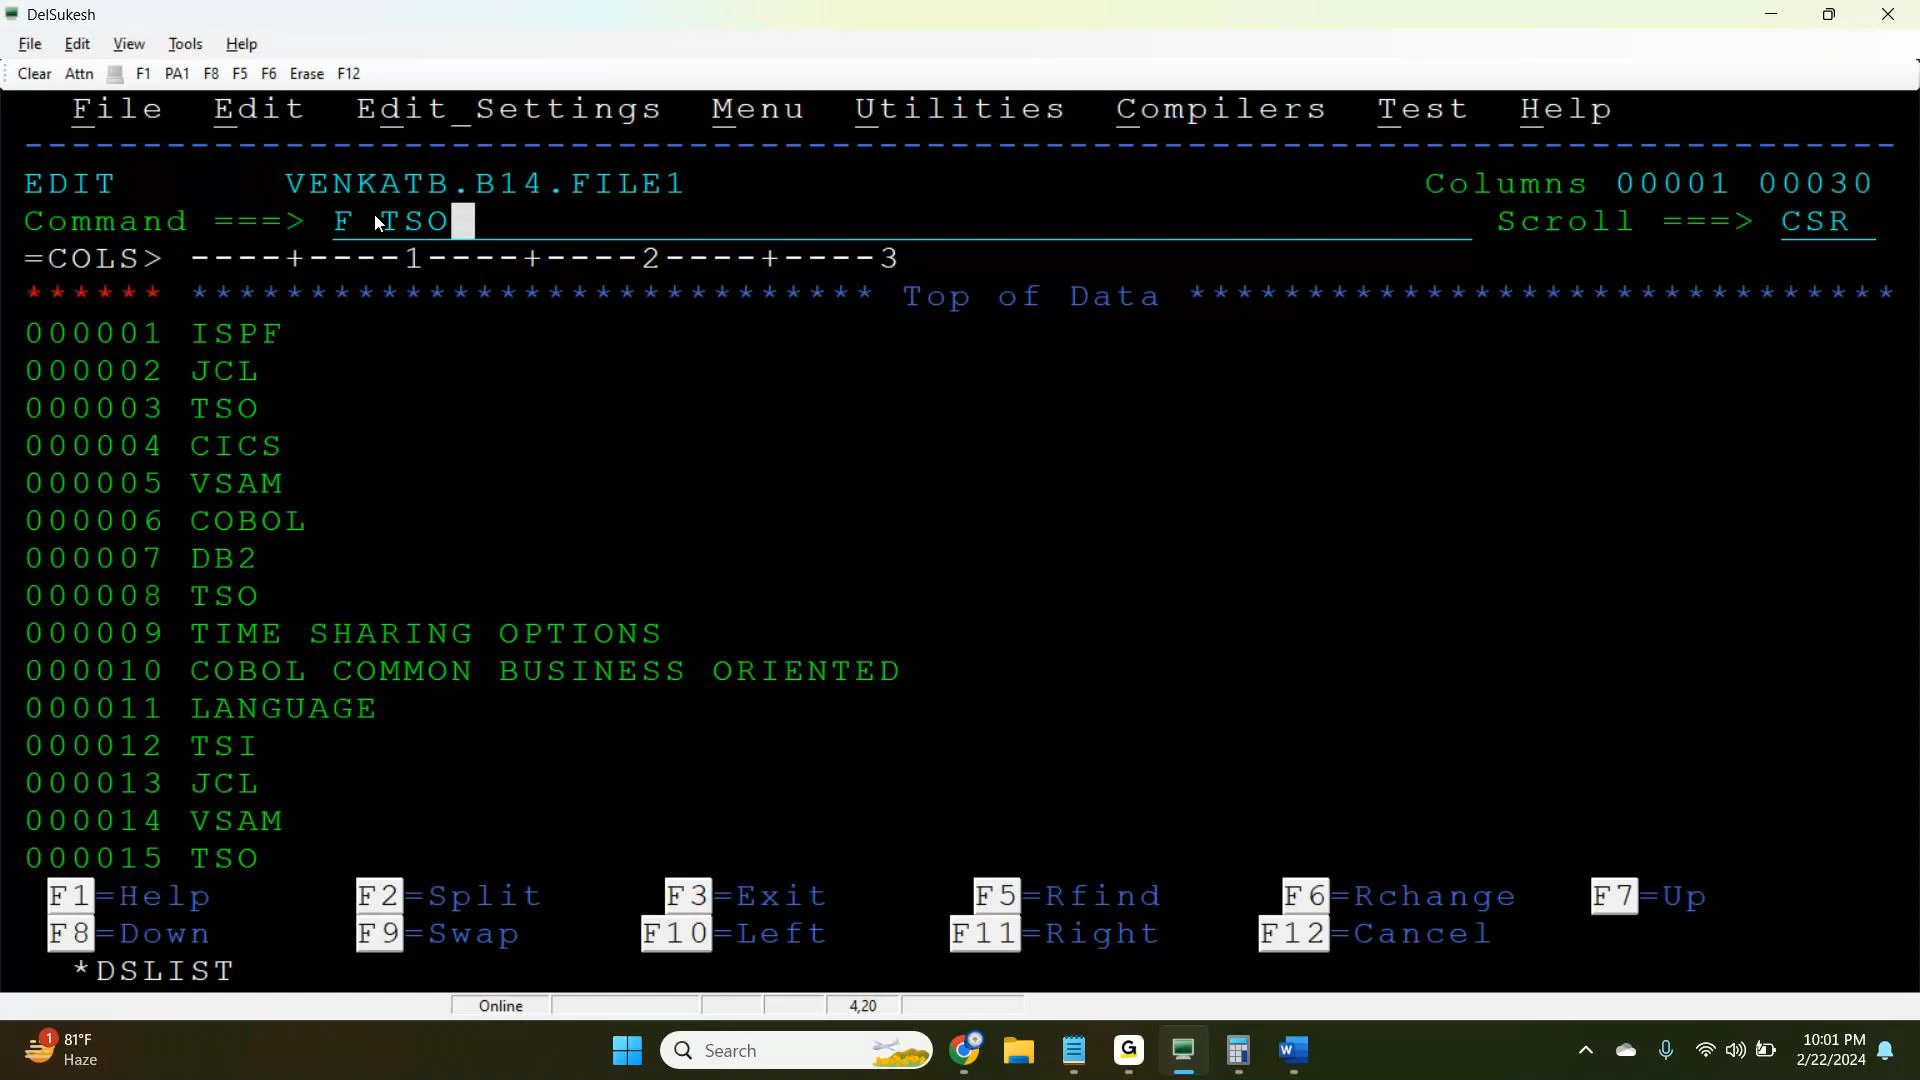 DelSukesh
File Edit View Tools Help
Clear Attn F1 PA1 F8 F5 F6 Erase F12
File Edit Edit_Settings Menu Utilities Compilers Test Help
--------------------------------------------------------------------------------
EDIT VENKATB.B14.FILE1 Columns 00001 00030
Command ===> F TSO Scroll ===> CSR
=COLS> ----+----1----+----2----+----3
****** ***************************** Top of Data ******************************
000001 ISPF
000002 JCL
000003 TSO
000004 CICS
000005 VSAM
000006 COBOL
000007 DB2
000008 TSO
000009 TIME SHARING OPTIONS
000010 COBOL COMMON BUSINESS ORIENTED
000011 LANGUAGE
000012 TSI
000013 JCL
000014 VSAM
000015 TSO
F1=Help F2=Split F3=Exit F5=Rfind F6=Rchange F7=Up
F8=Down F9=Swap F10=Left F11=Right F12=Cancel
*DSLIST
Online 4,20
1 81°F
Haze
Search
G
W
10:01 PM
2/22/2024